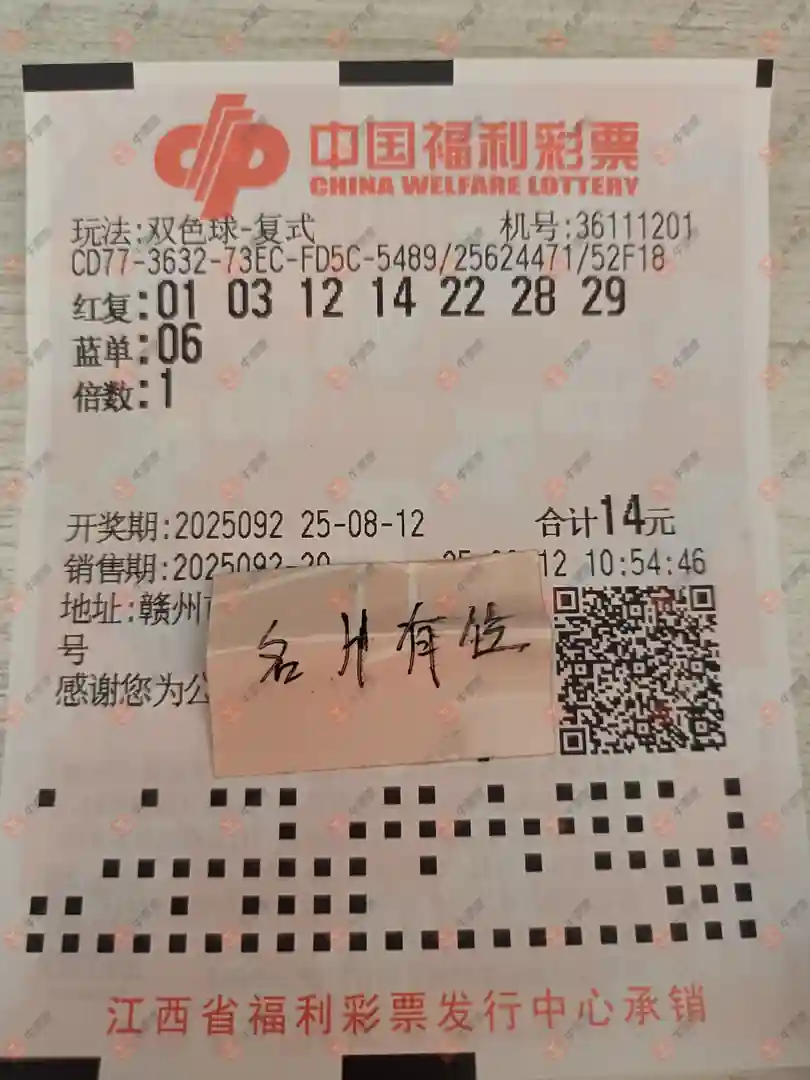 中国福利彩票
CHINA WELFARE LOTTERY
玩法:双色球-复式 机号:36111201
CD77-3632-73EC-FD5C-5489/25624471/52F18
红复:01 03 12 14 22 28 29
蓝单:06
倍数:1
开奖期:2025092 25-08-12 合计14元
销售期:2025092-20 12 10:54:46
地址:赣州
名片有位
号
感谢您为公
江西省福利彩票发行中心承销